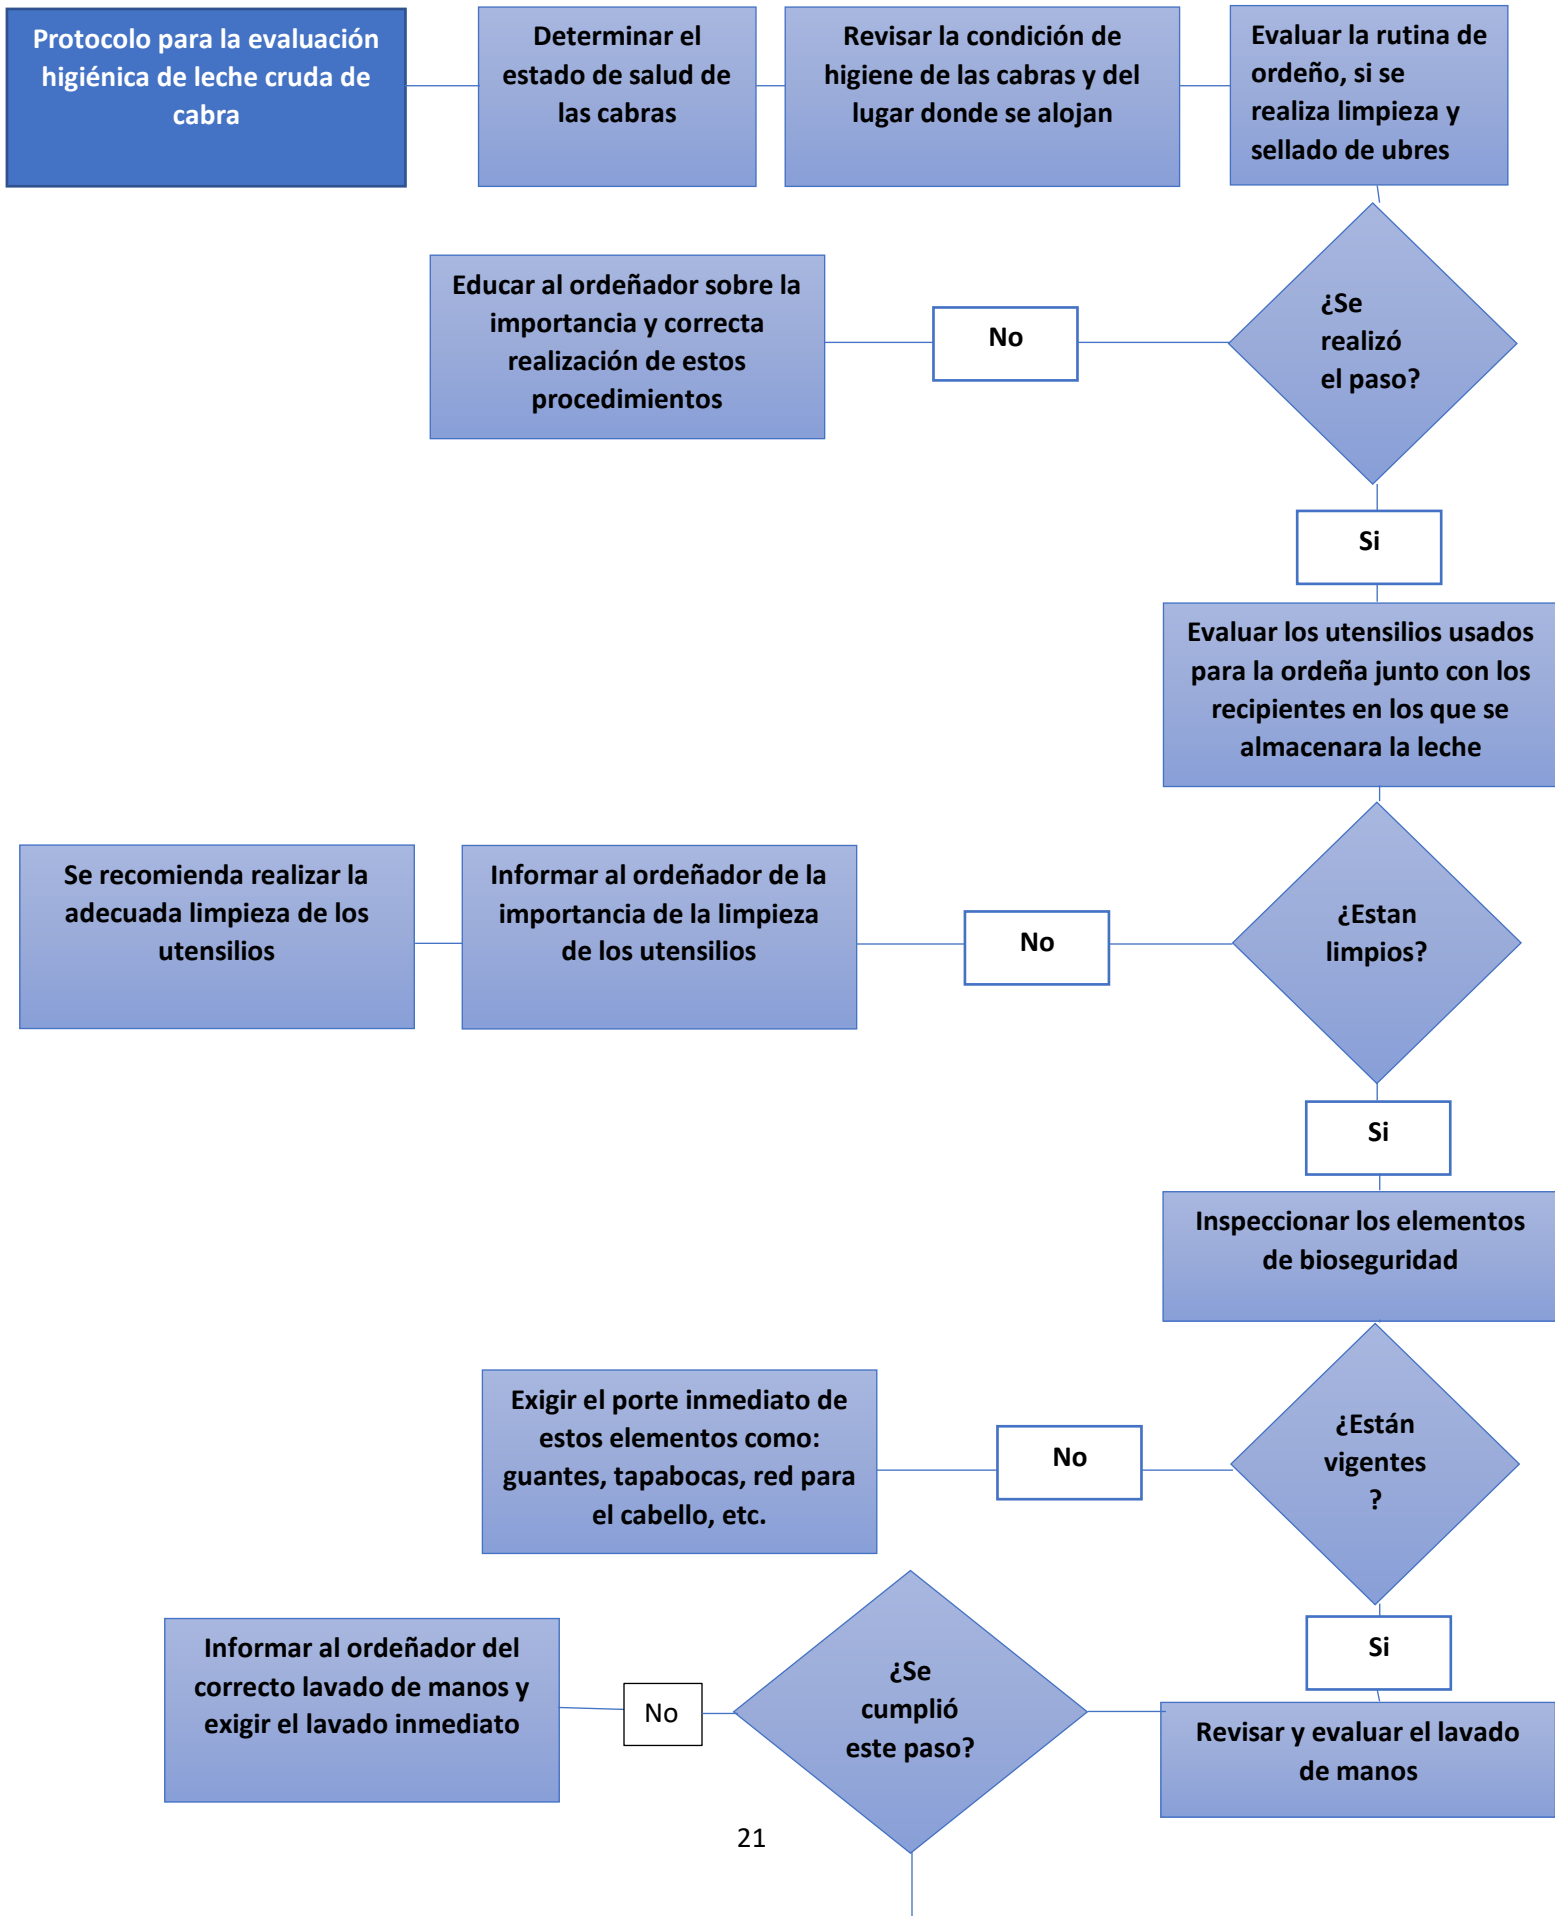 Protocolo para la evaluación
higiénica de leche cruda de
cabra
Determinar el
estado de salud de
las cabras
Revisar la condición de
higiene de las cabras y del
lugar donde se alojan
Evaluar la rutina de
ordeño, si se
realiza limpieza y
sellado de ubres
¿Se
realizó
el paso?
No
Educar al ordeñador sobre la
importancia y correcta
realización de estos
procedimientos
Si
Evaluar los utensilios usados
para la ordeña junto con los
recipientes en los que se
almacenara la leche
¿Estan
limpios?
No
Informar al ordeñador de la
importancia de la limpieza
de los utensilios
Se recomienda realizar la
adecuada limpieza de los
utensilios
Si
Inspeccionar los elementos
de bioseguridad
¿Están
vigentes
?
No
Exigir el porte inmediato de
estos elementos como:
guantes, tapabocas, red para
el cabello, etc.
Si
Revisar y evaluar el lavado
de manos
¿Se
cumplió
este paso?
No
Informar al ordeñador del
correcto lavado de manos y
exigir el lavado inmediato
21